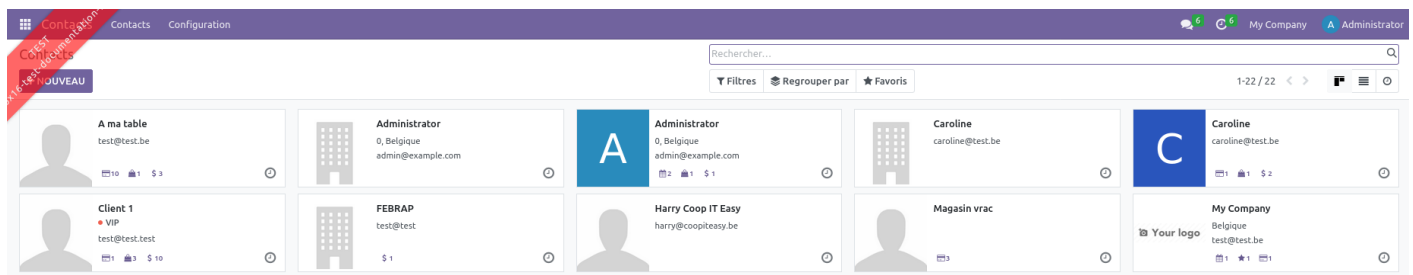 Contacts Contacts Configuration 6 6 My Company A Administrator
TEST
Contacts
Rechercher...
NOUVEAU
Filtres Regrouper par Favoris 1-22 / 22
A ma table
test@test.be
10 1 $ 3
Administrator
0, Belgique
admin@example.com
A
Administrator
0, Belgique
admin@example.com
2 1 $ 1
Caroline
caroline@test.be
C
Caroline
caroline@test.be
1 1 $ 2
Client 1
VIP
test@test.test
1 3 $ 10
FEBRAP
test@test
$ 1
Harry Coop IT Easy
harry@coopiteasy.be
Magasin vrac
3
Your logo
My Company
Belgique
test@test.be
1 1 1